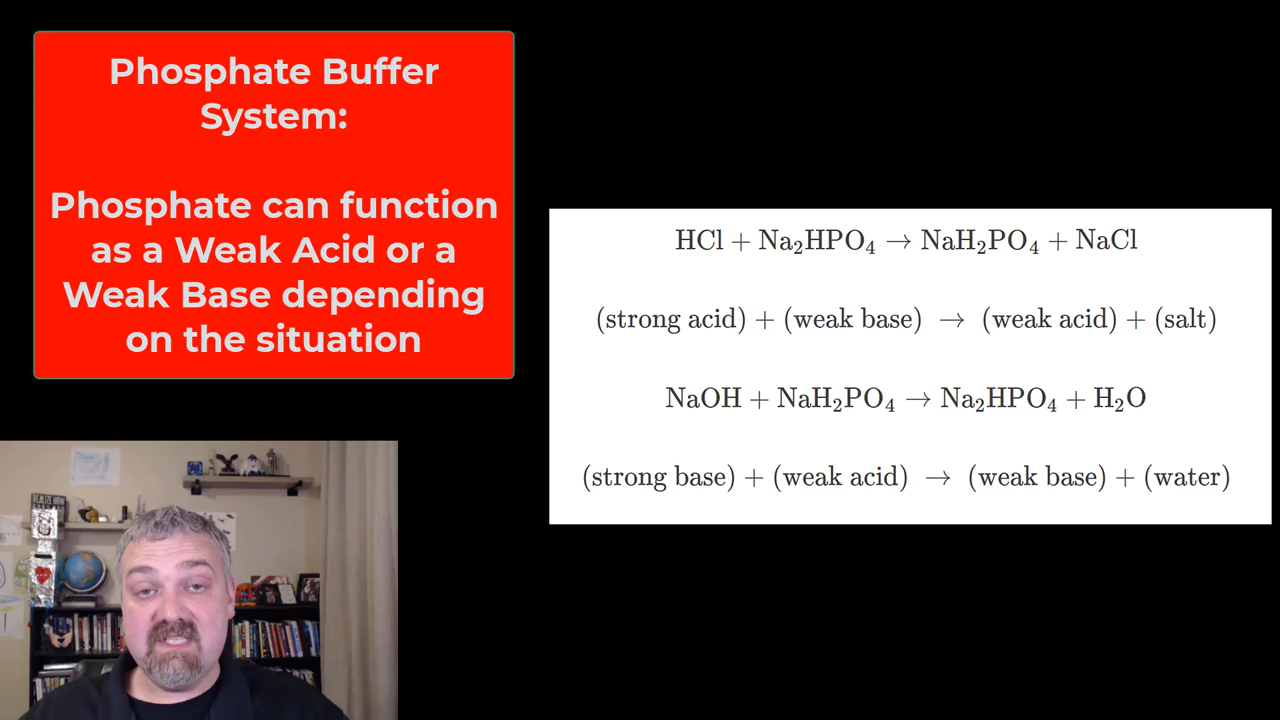 Phosphate Buffer
System:
Phosphate can function
as a Weak Acid or a
Weak Base depending
on the situation
HCl + Na₂HPO₄ → NaH₂PO₄ + NaCl
(strong acid) + (weak base) → (weak acid) + (salt)
NaOH + NaH₂PO₄ → Na₂HPO₄ + H₂O
(strong base) + (weak acid) → (weak base) + (water)